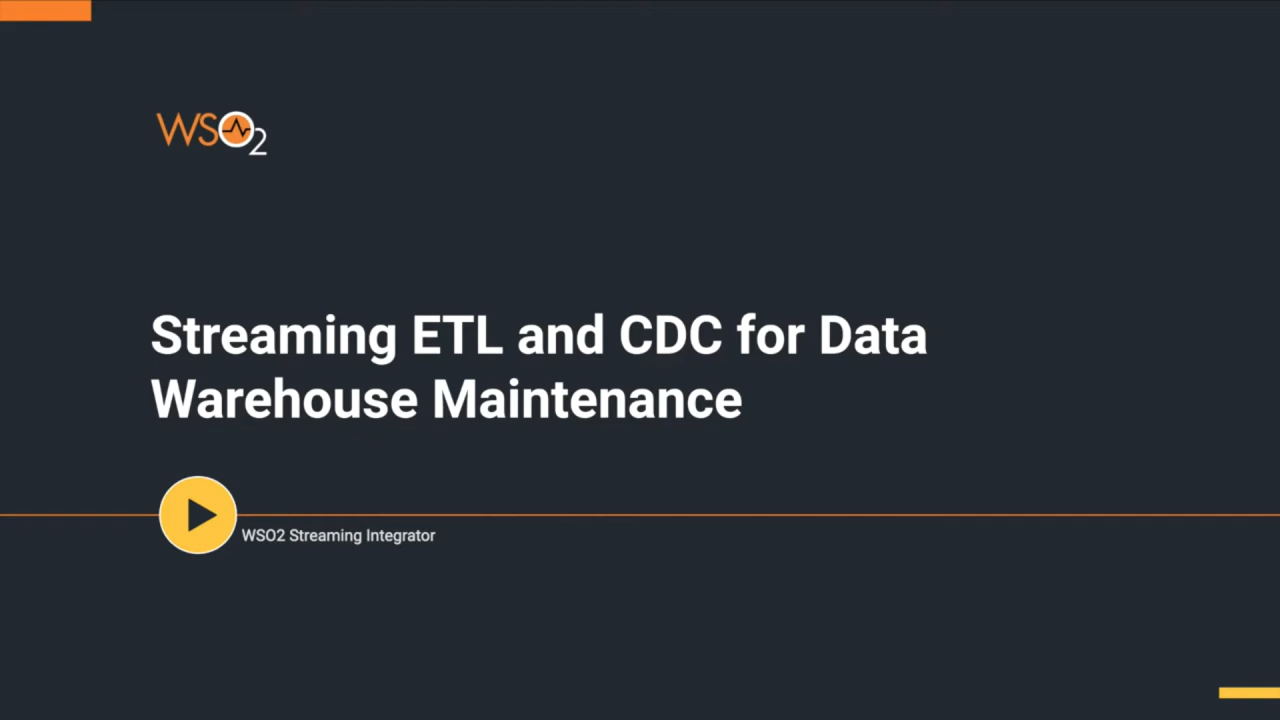 WSO2
Streaming ETL and CDC for Data
Warehouse Maintenance
WSO2 Streaming Integrator